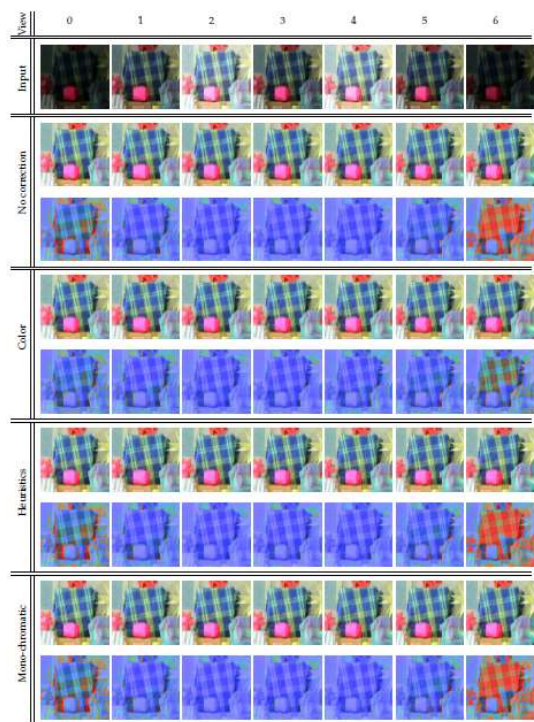 View 0 1 2 3 4 5 6
Input
No correction
Color
Heuristics
Mono-chromatic